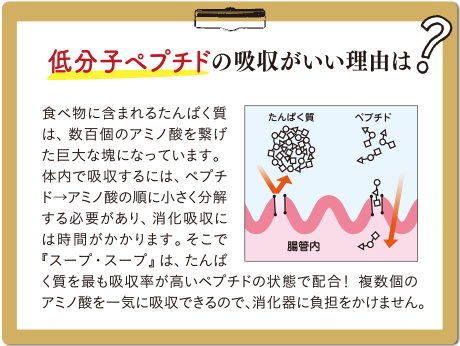 低分子ペプチドの吸収がいい理由は?
食べ物に含まれるたんぱく質
は、数百個のアミノ酸を繋げ
た巨大な塊になっています。
体内で吸収するには、ペプチ
ド→アミノ酸の順に小さく分解
する必要があり、消化吸収に
は時間がかかります。そこで
『スープ・スープ』は、たんぱ
く質を最も吸収率が高いペプチドの状態で配合! 複数個の
アミノ酸を一気に吸収できるので、消化器に負担をかけません。
たんぱく質
ペプチド
腸管内